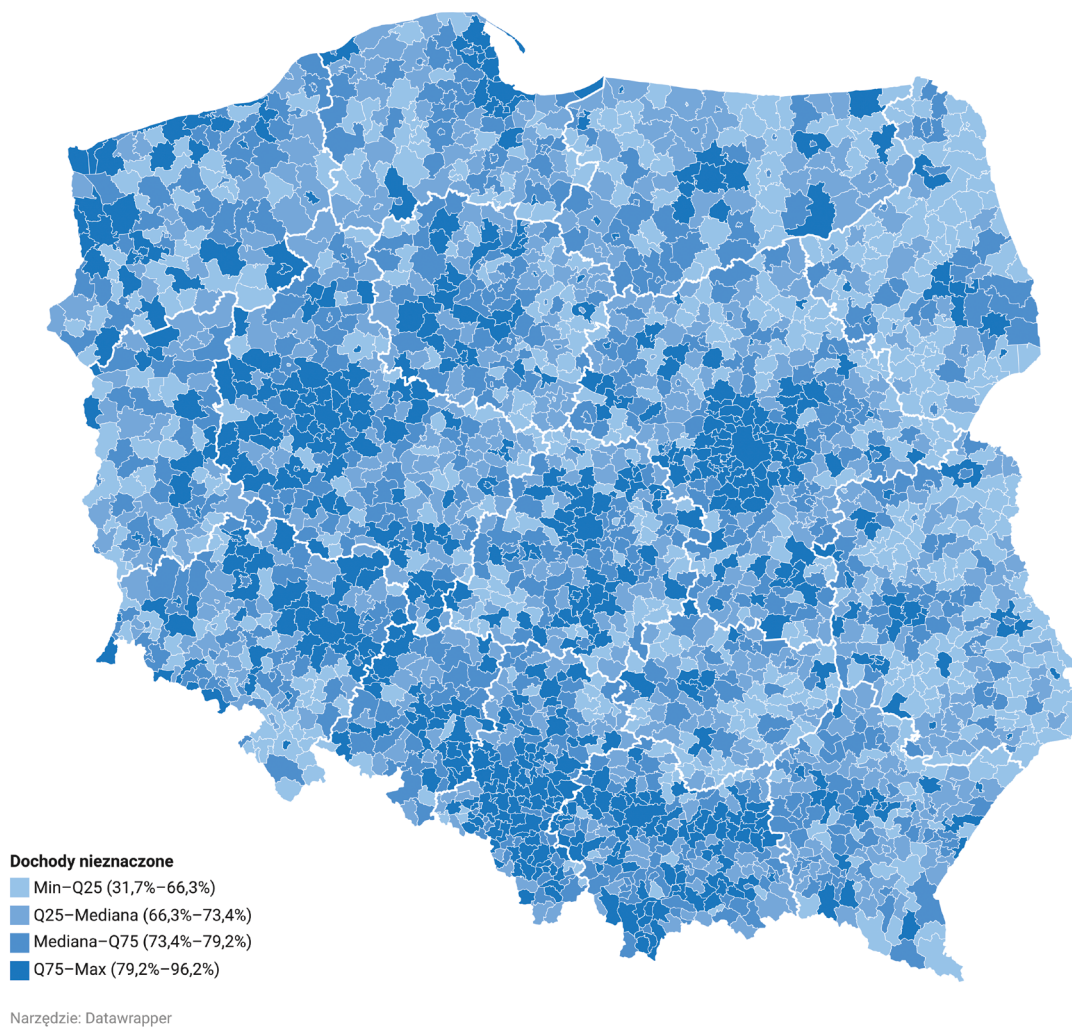 Dochody nieznaczone
Min–Q25 (31,7%–66,3%)
Q25–Mediana (66,3%–73,4%)
Mediana–Q75 (73,4%–79,2%)
Q75–Max (79,2%–96,2%)
Narzędzie: Datawrapper